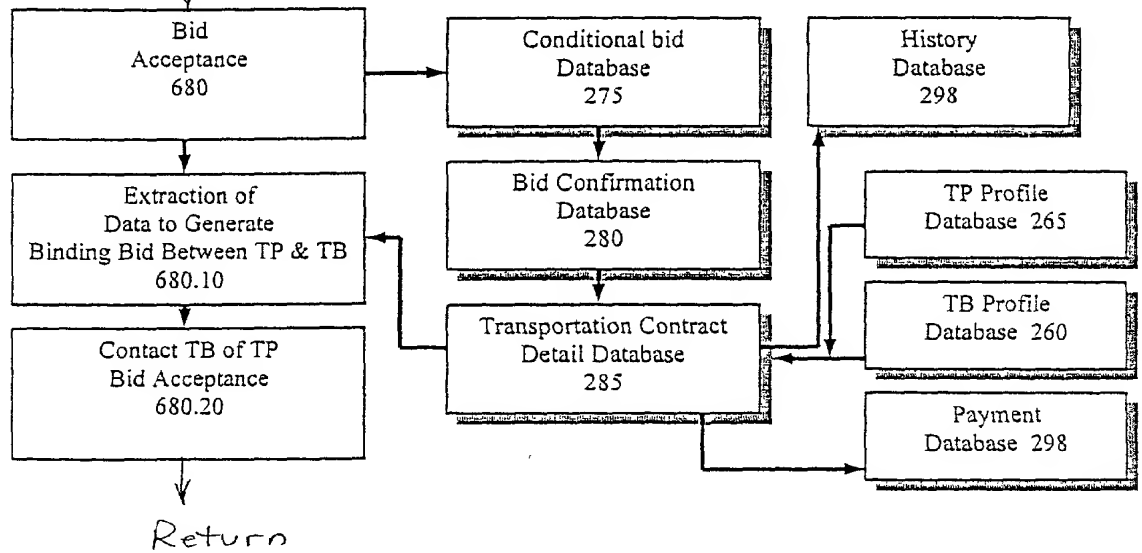 Bid
Acceptance
680
Conditional bid
Database
275
History
Database
298
Extraction of
Data to Generate
Binding Bid Between TP & TB
680.10
Bid Confirmation
Database
280
TP Profile
Database 265
TB Profile
Database 260
Contact TB of TP
Bid Acceptance
680.20
Transportation Contract
Detail Database
285
Payment
Database 298
Return